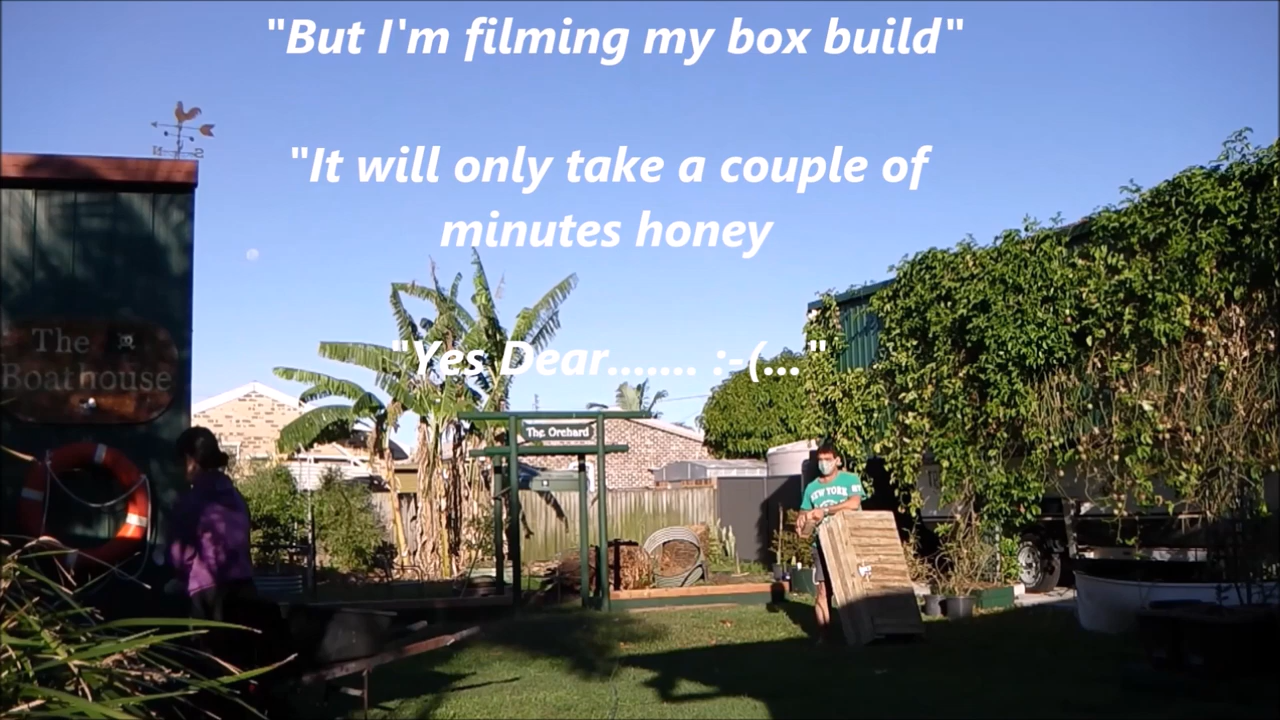 "But I'm filming my box build"
"It will only take a couple of
minutes honey
"Yes Dear....... :-(..."
The
Boathouse
The Orchard
NEW YORK